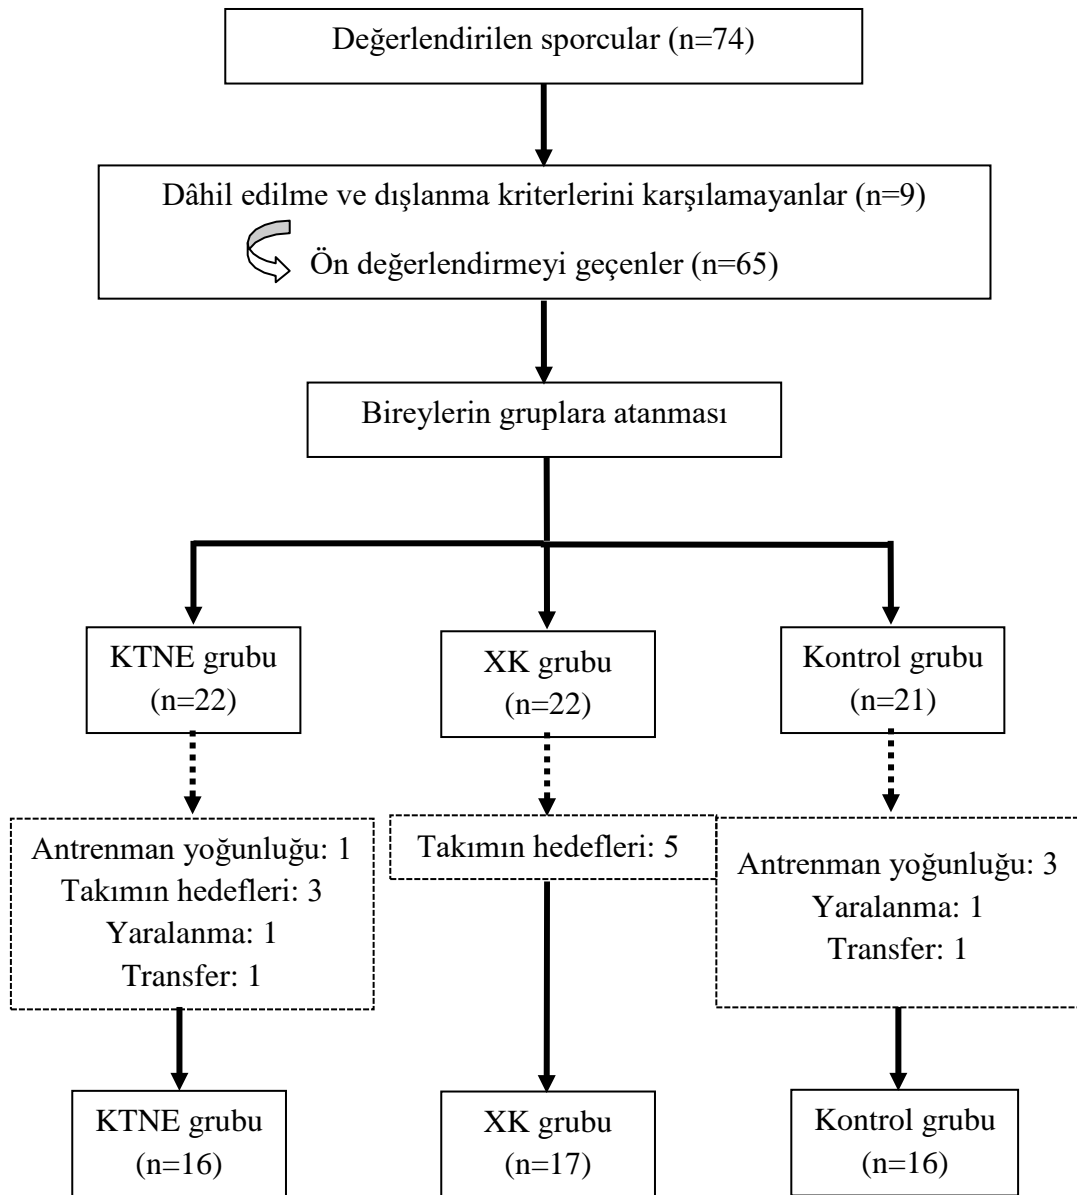 Değerlendirilen sporcular (n=74)
Dâhil edilme ve dışlanma kriterlerini karşılamayanlar (n=9)
Ön değerlendirmeyi geçenler (n=65)
Bireylerin gruplara atanması
KTNE grubu
(n=22)
XK grubu
(n=22)
Kontrol grubu
(n=21)
Antrenman yoğunluğu: 1
Takımın hedefleri: 3
Yaralanma: 1
Transfer: 1
Takımın hedefleri: 5
Antrenman yoğunluğu: 3
Yaralanma: 1
Transfer: 1
KTNE grubu
(n=16)
XK grubu
(n=17)
Kontrol grubu
(n=16)